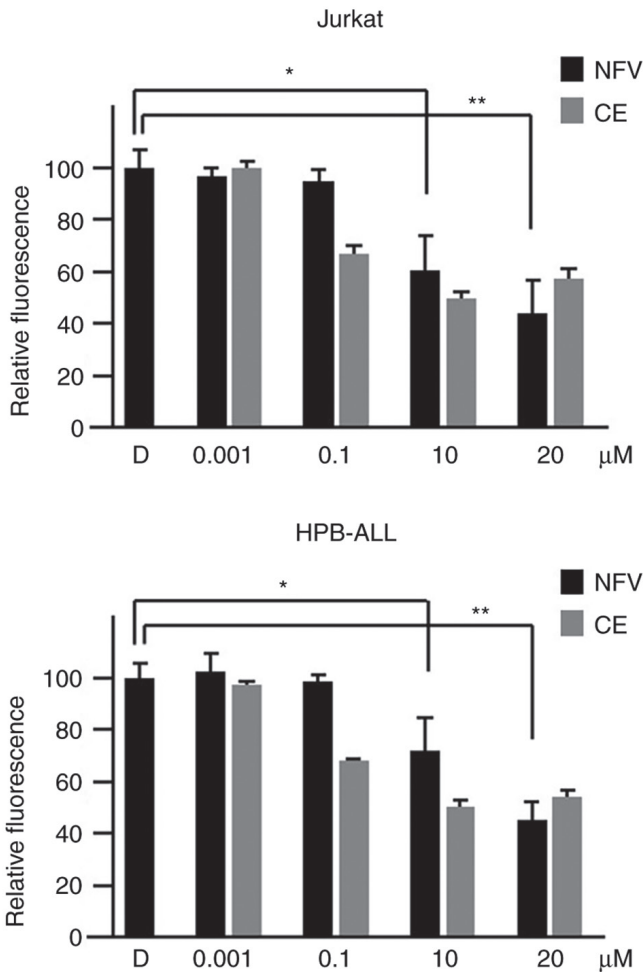 Jurkat
NFV
CE
*
**
Relative fluorescence
100
80
60
40
20
0
D 0.001 0.1 10 20 μM
HPB-ALL
NFV
CE
*
**
Relative fluorescence
100
80
60
40
20
0
D 0.001 0.1 10 20 μM